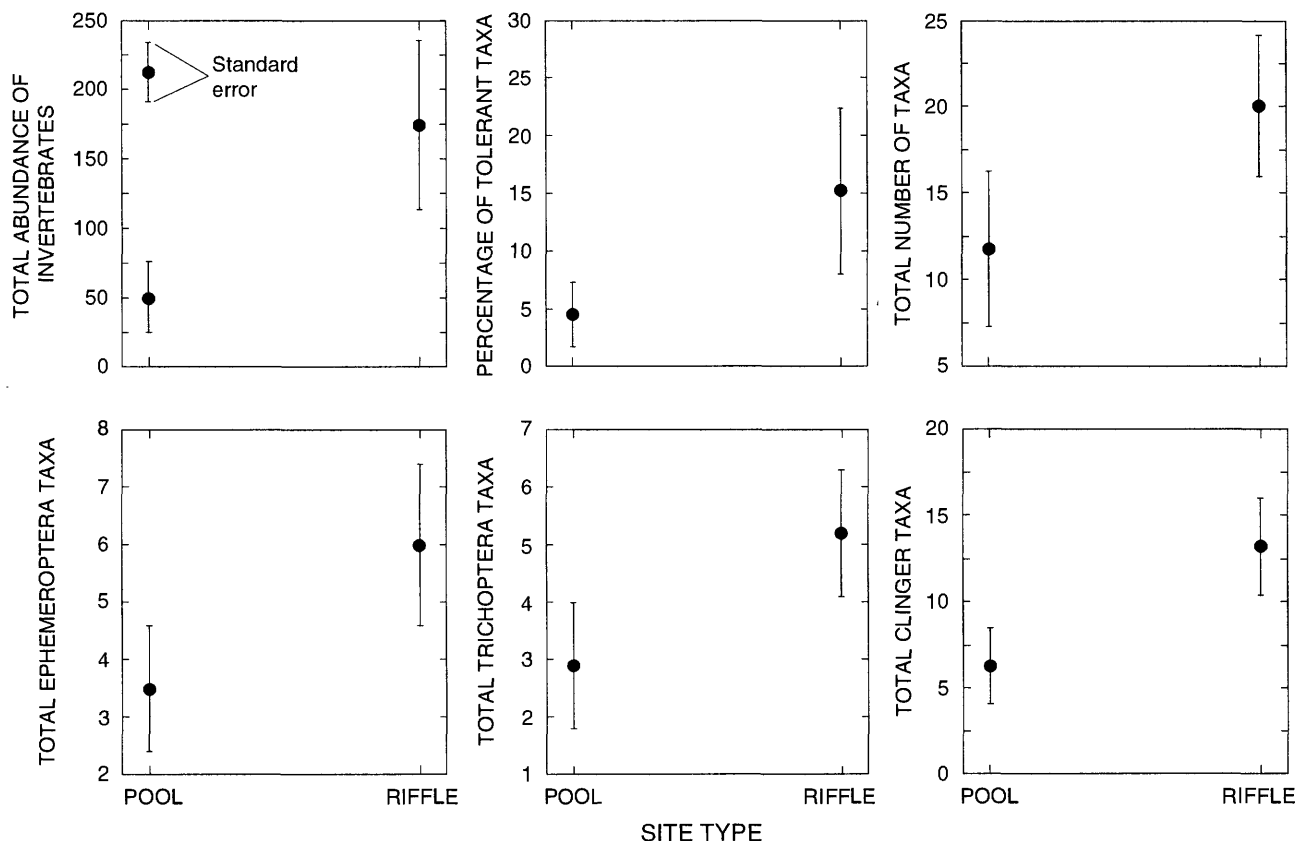 TOTAL ABUNDANCE OF
INVERTEBRATES
250
200
150
100
50
0
Standard
error
PERCENTAGE OF TOLERANT TAXA
30
25
20
15
10
5
0
TOTAL NUMBER OF TAXA
25
20
15
10
5
TOTAL EPHEMEROPTERA TAXA
8
7
6
5
4
3
2
POOL
RIFFLE
TOTAL TRICHOPTERA TAXA
7
6
5
4
3
2
1
POOL
RIFFLE
TOTAL CLINGER TAXA
20
15
10
5
0
POOL
RIFFLE
SITE TYPE